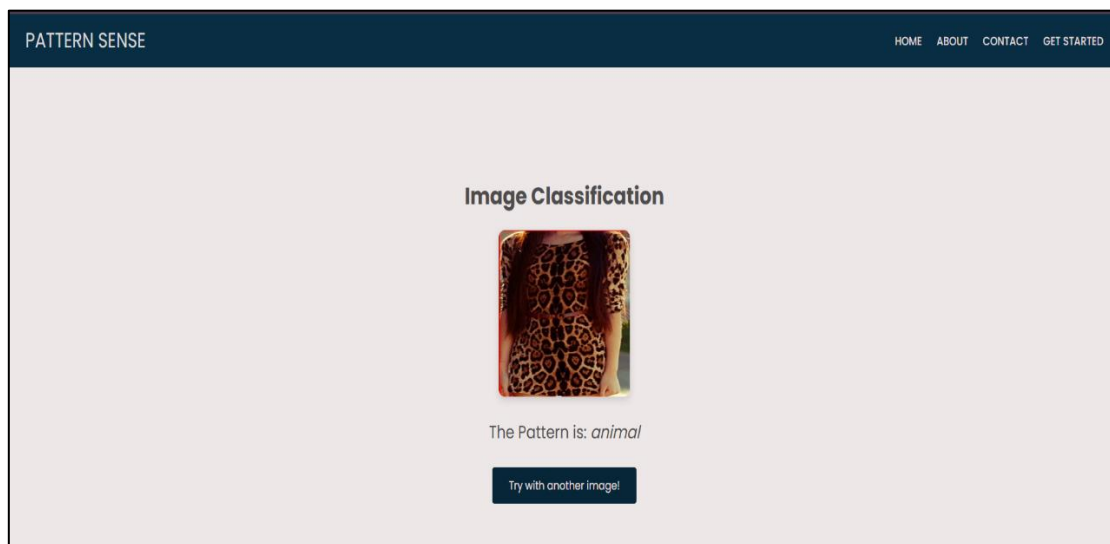 PATTERN SENSE
HOME ABOUT CONTACT GET STARTED
Image Classification
The Pattern is: animal
Try with another image!